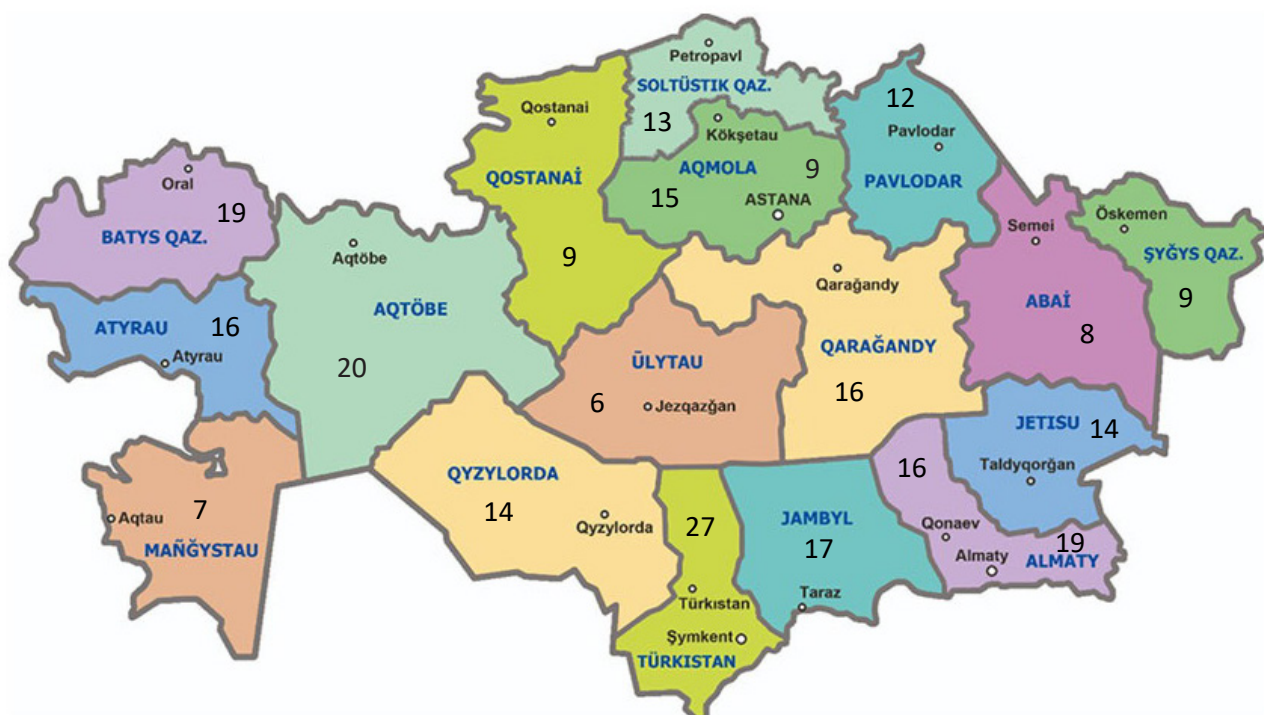 Petropavl
SOLTÜSTIK QAZ.
13
Qostanai
QOSTANAİ
9
Kökşetau
AQMOLA
9
15
ASTANA
12
Pavlodar
PAVLODAR
Oral
19
BATYS QAZ.
Aqtöbe
AQTÖBE
20
ATYRAU
16
Atyrau
Semei
ABAİ
8
Öskemen
ŞYĞYS QAZ.
9
Qarağandy
QARAĞANDY
16
ŪLYTAU
6
Jezqazğan
JETISU
14
Taldyqorğan
7
Aqtau
MAÑĞYSTAU
QYZYLORDA
14
Qyzylorda
27
Türkıstan
Şymkent
TÜRKISTAN
JAMBYL
17
Taraz
16
Qonaev
Almaty
19
ALMATY